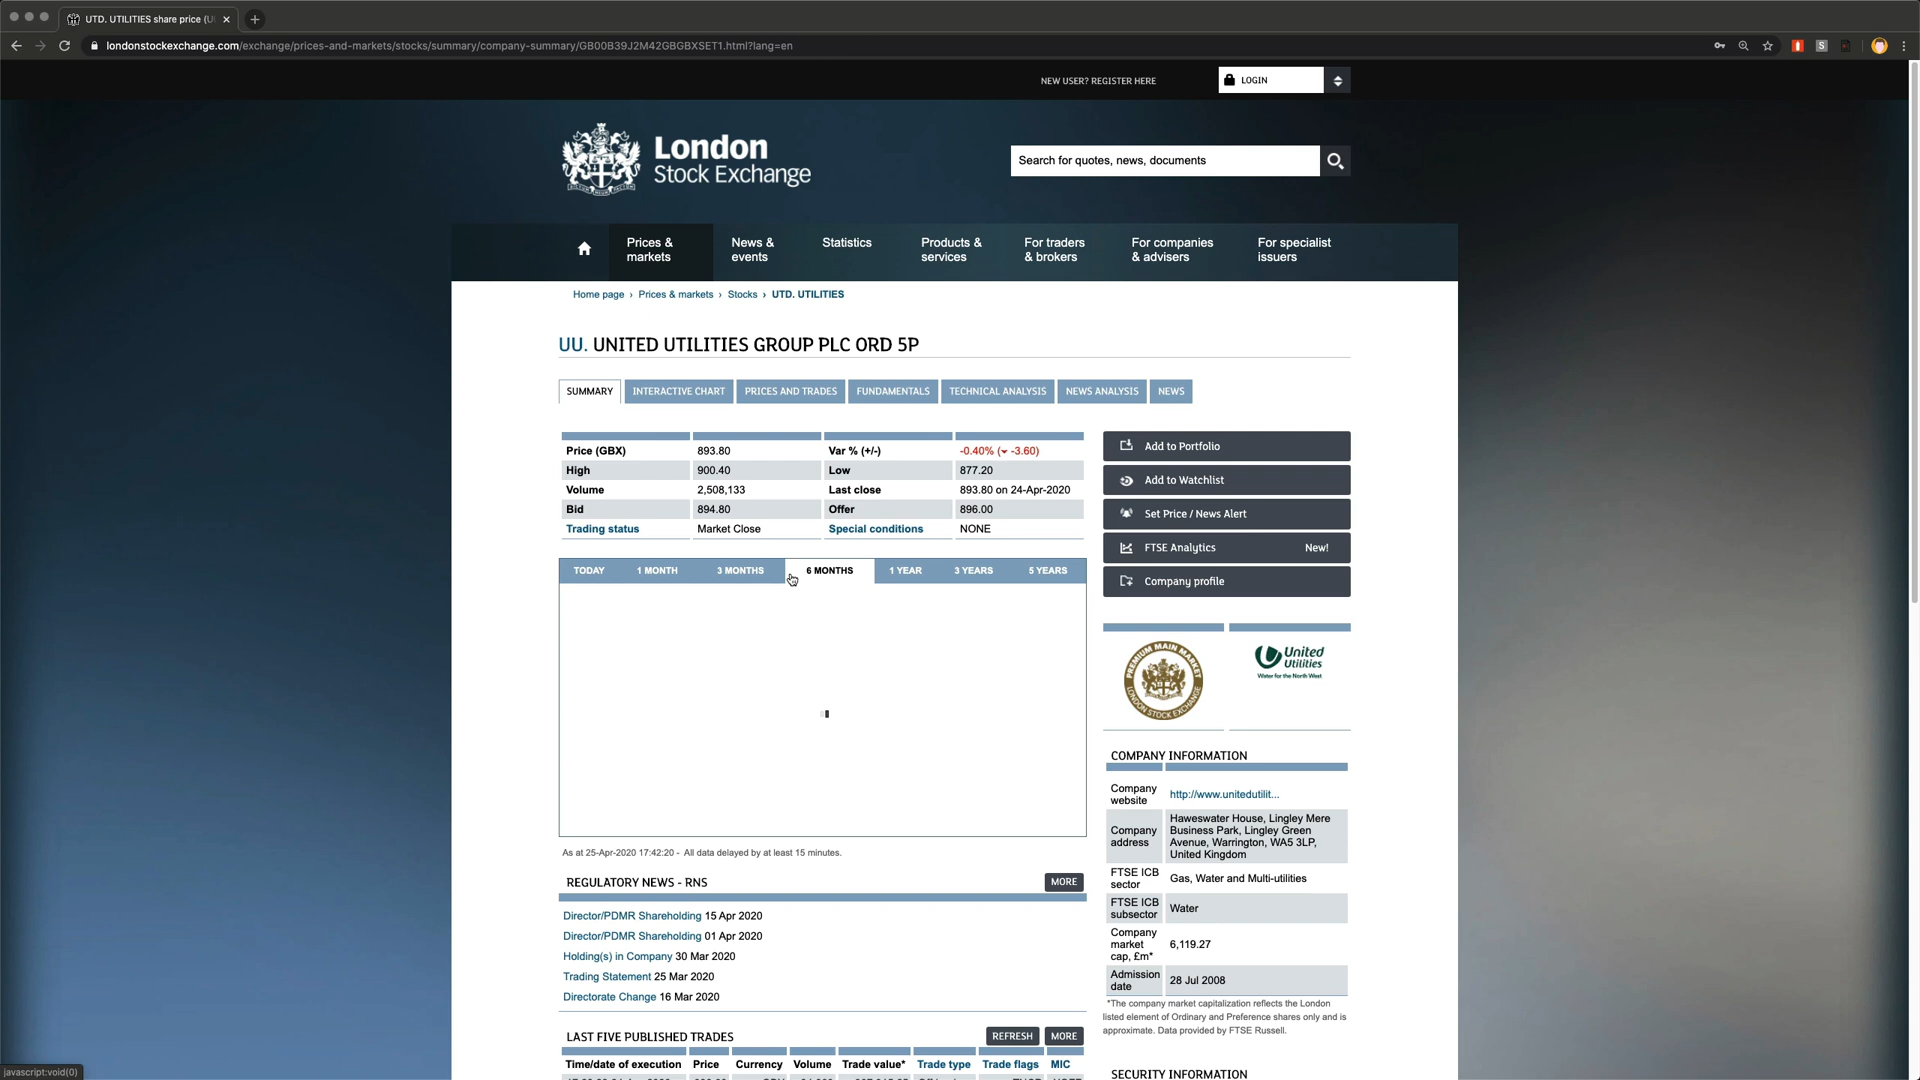 UTD. UTILITIES share price (U
londonstockexchange.com/exchange/prices-and-markets/stocks/summary/company-summary/GB00B39J2M42GBGBXSET1.html?lang=en
NEW USER? REGISTER HERE
LOGIN
London
Stock Exchange
Search for quotes, news, documents
Prices & markets
News & events
Statistics
Products & services
For traders & brokers
For companies & advisers
For specialist issuers
Home page › Prices & markets › Stocks › UTD. UTILITIES
UU. UNITED UTILITIES GROUP PLC ORD 5P
SUMMARY INTERACTIVE CHART PRICES AND TRADES FUNDAMENTALS TECHNICAL ANALYSIS NEWS ANALYSIS NEWS
Price (GBX) 893.80 Var % (+/-) -0.40% (-3.60)
High 900.40 Low 877.20
Volume 2,508,133 Last close 893.80 on 24-Apr-2020
Bid 894.80 Offer 896.00
Trading status Market Close Special conditions NONE
Add to Portfolio
Add to Watchlist
Set Price / News Alert
FTSE Analytics New!
Company profile
TODAY 1 MONTH 3 MONTHS 6 MONTHS 1 YEAR 3 YEARS 5 YEARS
PREMIUM MAIN MARKET
LONDON STOCK EXCHANGE
United
Utilities
Water for the North West
As at 25-Apr-2020 17:42:20 - All data delayed by at least 15 minutes.
REGULATORY NEWS - RNS MORE
Director/PDMR Shareholding 15 Apr 2020
Director/PDMR Shareholding 01 Apr 2020
Holding(s) in Company 30 Mar 2020
Trading Statement 25 Mar 2020
Directorate Change 16 Mar 2020
LAST FIVE PUBLISHED TRADES REFRESH MORE
Time/date of execution Price Currency Volume Trade value* Trade type Trade flags MIC
COMPANY INFORMATION
Company website http://www.unitedutilit...
Company address Haweswater House, Lingley Mere
Business Park, Lingley Green
Avenue, Warrington, WA5 3LP,
United Kingdom
FTSE ICB sector Gas, Water and Multi-utilities
FTSE ICB subsector Water
Company market cap, £m* 6,119.27
Admission date 28 Jul 2008
*The company market capitalization reflects the London
listed element of Ordinary and Preference shares only and is
approximate. Data provided by FTSE Russell.
SECURITY INFORMATION
javascript:void(0)